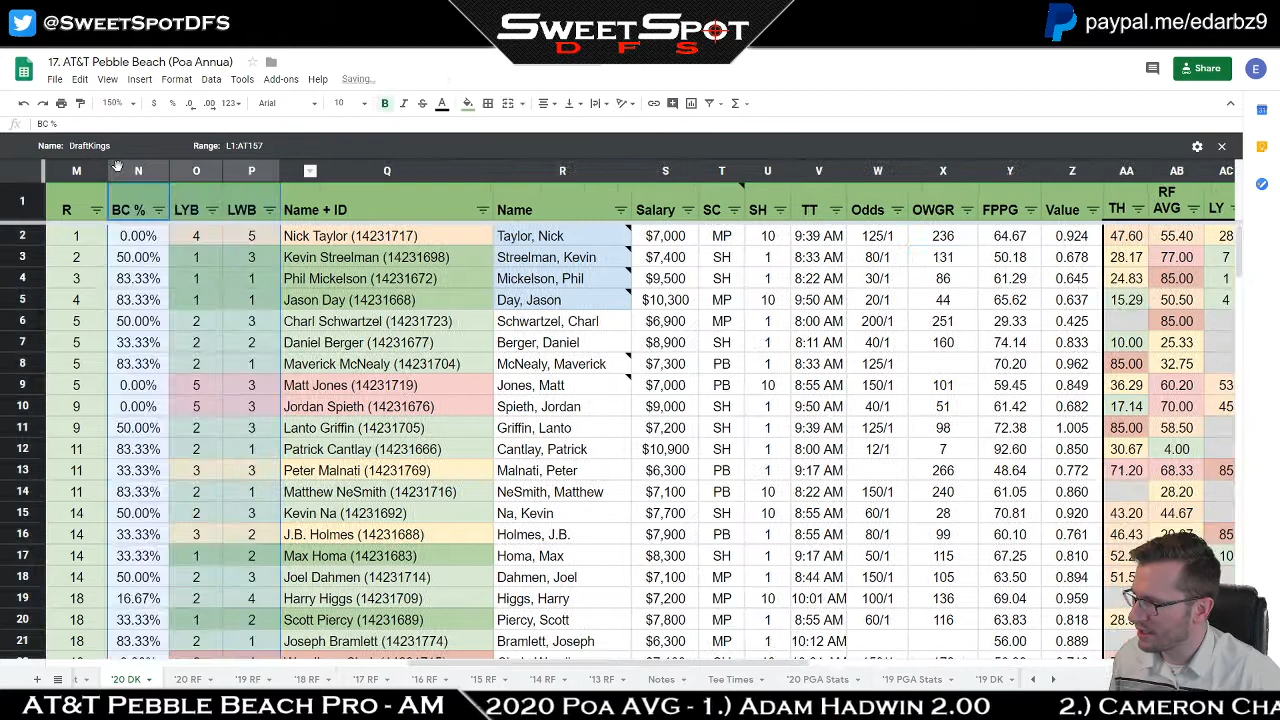 @SWEETSPOTDFS
SWEETSPOT
DFS
paypal.me/edarbz9
17. AT&T Pebble Beach (Poa Annua)
File Edit View Insert Format Data Tools Add-ons Help Saving...
Share
E
150% $ % .0 .00 123 Arial 10 B I S A
fx BC %
Name: DraftKings Range: L1:AT157
M N O P Q R S T U V W X Y Z AA AB AC
1 R BC % LYB LWB Name + ID Name Salary SC SH TT Odds OWGR FPPG Value TH RF AVG LY
2 1 0.00% 4 5 Nick Taylor (14231717) Taylor, Nick $7,000 MP 10 9:39 AM 125/1 236 64.67 0.924 47.60 55.40 28
3 2 50.00% 1 3 Kevin Streelman (14231698) Streelman, Kevin $7,400 SH 1 8:33 AM 80/1 131 50.18 0.678 28.17 77.00 7
4 3 83.33% 1 1 Phil Mickelson (14231672) Mickelson, Phil $9,500 SH 1 8:22 AM 30/1 86 61.29 0.645 24.83 85.00 1
5 4 83.33% 1 1 Jason Day (14231668) Day, Jason $10,300 MP 10 9:50 AM 20/1 44 65.62 0.637 15.29 50.50 4
6 5 50.00% 2 3 Charl Schwartzel (14231723) Schwartzel, Charl $6,900 MP 1 8:00 AM 200/1 251 29.33 0.425 85.00
7 5 33.33% 2 2 Daniel Berger (14231677) Berger, Daniel $8,900 SH 1 8:11 AM 40/1 160 74.14 0.833 10.00 25.33
8 5 83.33% 2 1 Maverick McNealy (14231704) McNealy, Maverick $7,300 PB 1 8:22 AM 125/1 70.20 0.962 85.00 32.75
9 5 0.00% 5 3 Matt Jones (14231719) Jones, Matt $7,000 PB 10 8:55 AM 150/1 101 59.45 0.849 36.29 60.20 53
10 9 0.00% 5 3 Jordan Spieth (14231676) Spieth, Jordan $9,000 SH 1 9:50 AM 40/1 51 61.42 0.682 17.14 70.00 45
11 9 50.00% 2 3 Lanto Griffin (14231705) Griffin, Lanto $7,200 SH 1 9:39 AM 125/1 98 72.38 1.005 85.00 58.50
12 11 83.33% 2 1 Patrick Cantlay (14231666) Cantlay, Patrick $10,900 SH 1 8:00 AM 12/1 7 92.60 0.850 30.67 4.00
13 11 33.33% 3 3 Peter Malnati (14231769) Malnati, Peter $6,300 PB 1 9:17 AM 266 48.64 0.772 71.20 68.33 85
14 11 83.33% 2 1 Matthew NeSmith (14231716) NeSmith, Matthew $7,100 PB 10 8:22 AM 150/1 240 61.05 0.860 28.20
15 14 50.00% 2 3 Kevin Na (14231692) Na, Kevin $7,700 SH 10 8:55 AM 60/1 28 70.81 0.920 43.20 44.67
16 14 33.33% 3 2 J.B. Holmes (14231688) Holmes, J.B. $7,900 PB 1 8:55 AM 80/1 99 60.10 0.761 46.43 85
17 14 33.33% 1 2 Max Homa (14231683) Homa, Max $8,300 SH 1 9:17 AM 50/1 115 67.25 0.810 10
18 14 50.00% 2 3 Joel Dahmen (14231714) Dahmen, Joel $7,100 MP 1 8:44 AM 150/1 105 63.50 0.894
19 18 16.67% 2 4 Harry Higgs (14231709) Higgs, Harry $7,200 MP 1 10:01 AM 100/1 136 69.04 0.959
20 18 33.33% 1 2 Scott Piercy (14231689) Piercy, Scott $7,800 MP 1 8:55 AM 60/1 116 63.83 0.818
21 18 83.33% 2 1 Joseph Bramlett (14231774) Bramlett, Joseph $6,300 MP 1 10:12 AM 56.00 0.889
'20 DK '20 RF '19 RF '18 RF '17 RF '16 RF '15 RF '14 RF '13 RF Notes Tee Times '20 PGA Stats '19 PGA Stats '19 DK
AT&T PEBBLE BEACH PRO - AM 2020 POA AVG - 1.) ADAM HADWIN 2.00 2.) CAMERON CHA